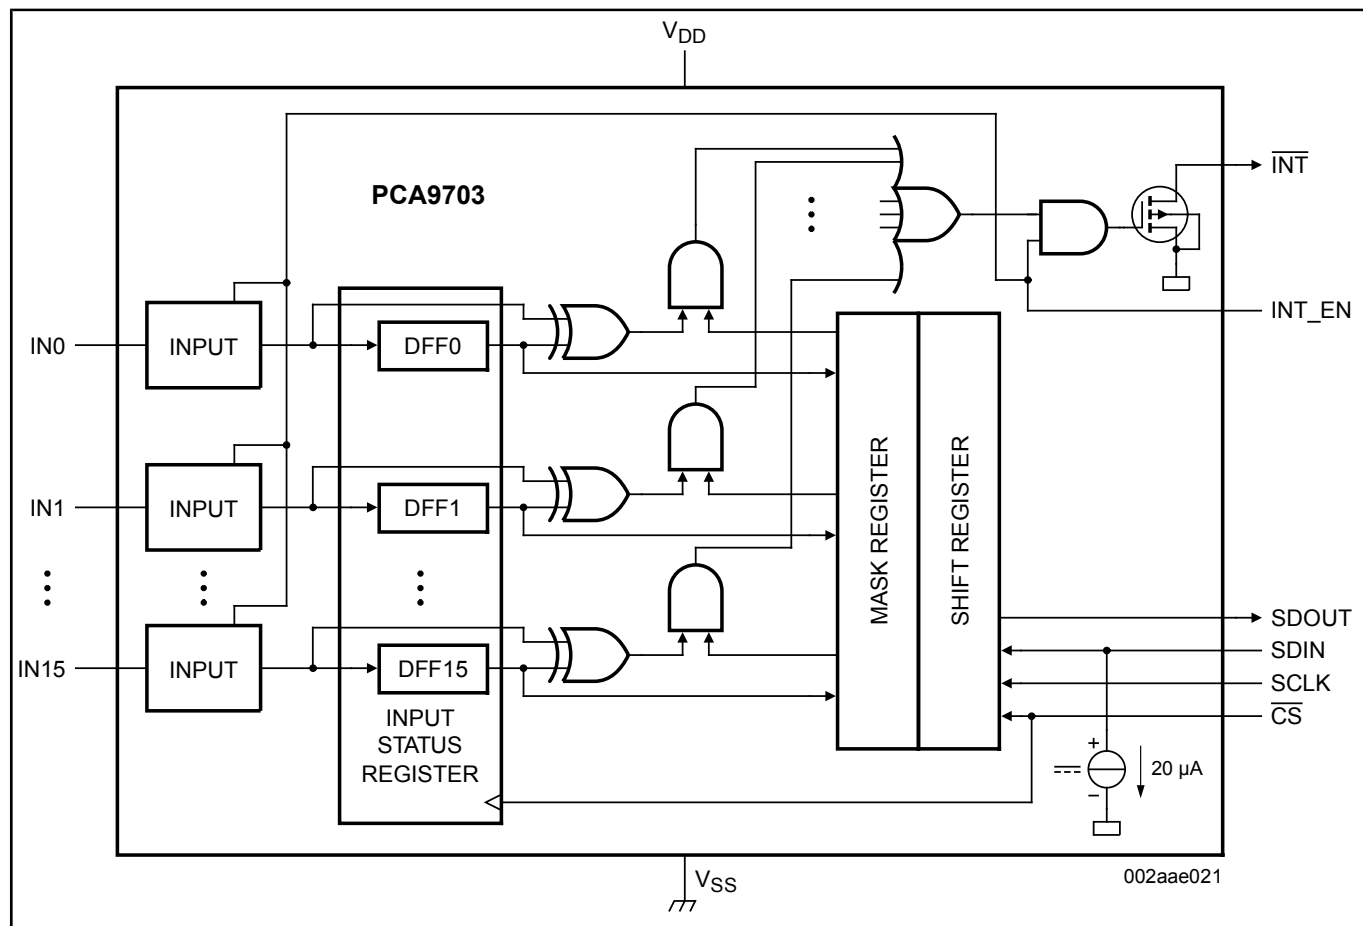 VDD
PCA9703
INT
INT_EN
IN0
INPUT
DFF0
IN1
INPUT
DFF1
IN15
INPUT
DFF15
INPUT
STATUS
REGISTER
MASK REGISTER
SHIFT REGISTER
SDOUT
SDIN
SCLK
CS
+
20 µA
−
VSS
002aae021